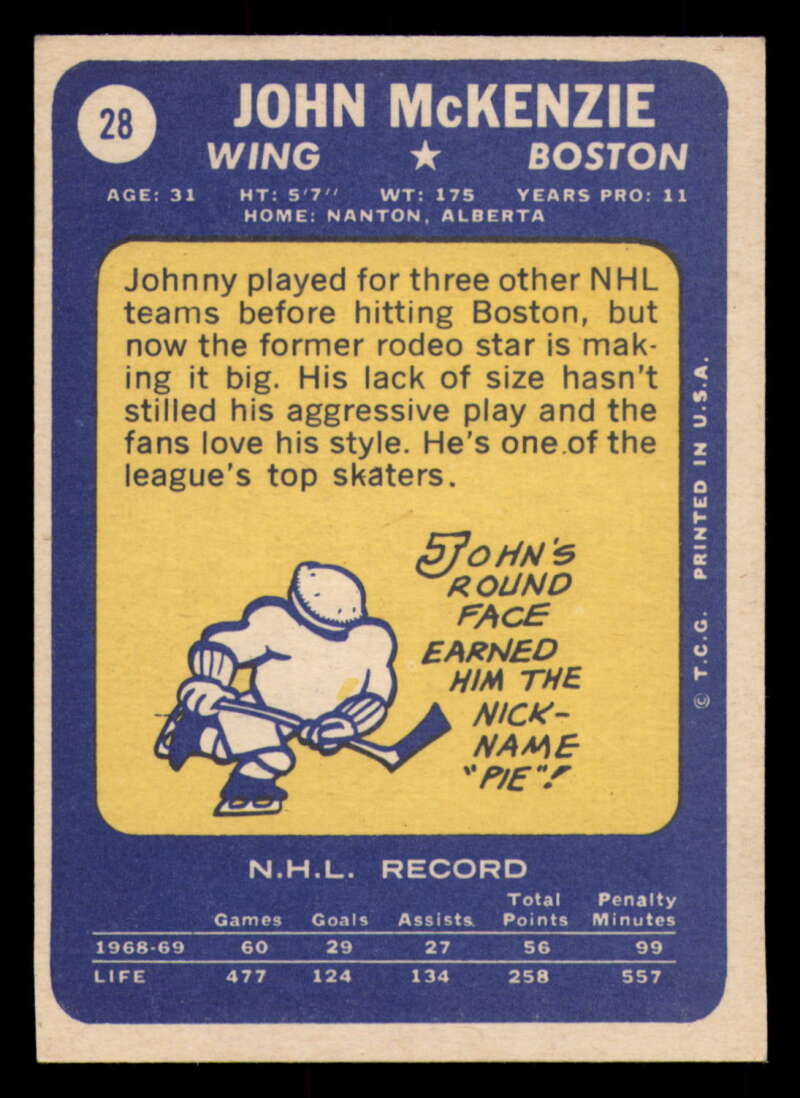 28
JOHN McKENZIE
WING ★ BOSTON
AGE: 31 HT: 5'7'' WT: 175 YEARS PRO: 11
HOME: NANTON, ALBERTA
Johnny played for three other NHL
teams before hitting Boston, but
now the former rodeo star is mak-
ing it big. His lack of size hasn't
stilled his aggressive play and the
fans love his style. He's one of the
league's top skaters.
JOHN'S
ROUND
FACE
EARNED
HIM THE
NICK-
NAME
"PIE"!
© T.C.G. PRINTED IN U.S.A.
N.H.L. RECORD
Games Goals Assists Total Points Penalty Minutes
1968-69 60 29 27 56 99
LIFE 477 124 134 258 557